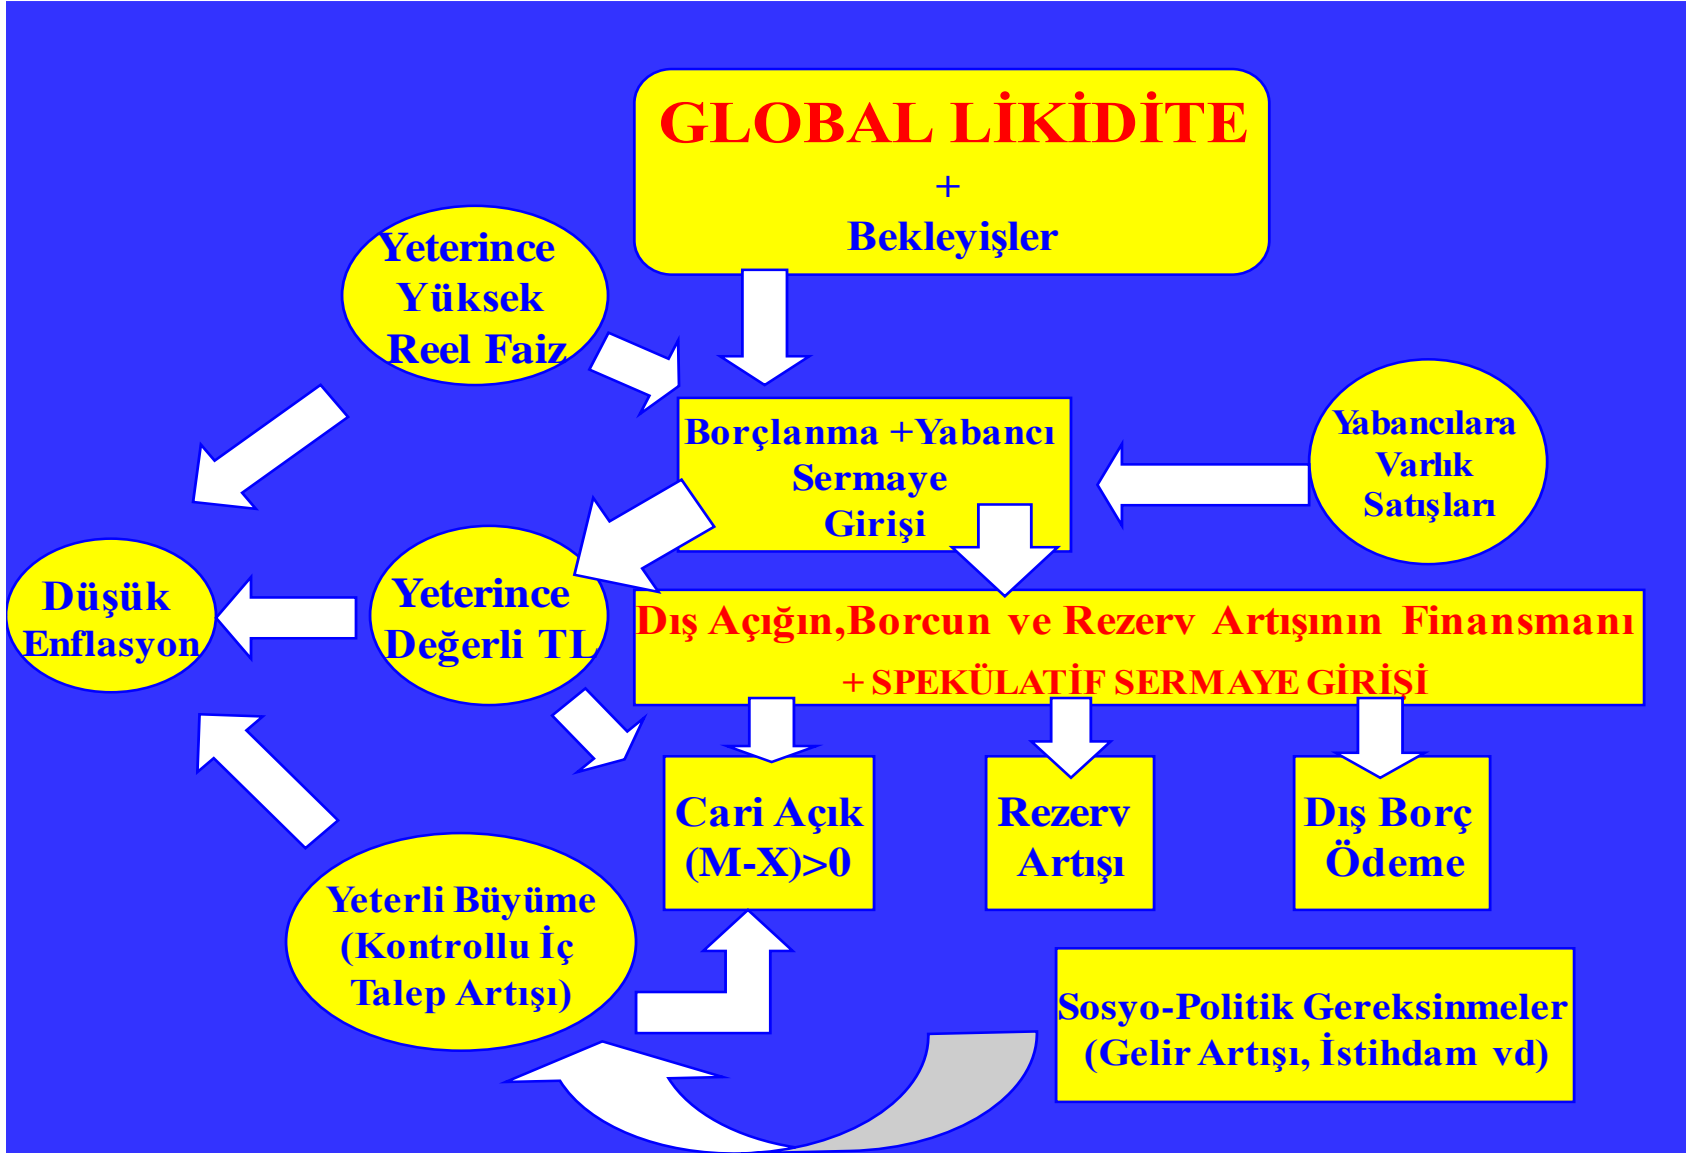 GLOBAL LİKİDİTE
+
Bekleyişler
Yeterince
Yüksek
Reel Faiz
Borçlanma +Yabancı
Sermaye
Girişi
Yabancılara
Varlık
Satışları
Düşük
Enflasyon
Yeterince
Değerli TL
Dış Açığın,Borcun ve Rezerv Artışının Finansmanı
+ SPEKÜLATİF SERMAYE GİRİŞİ
Cari Açık
(M-X)>0
Rezerv
Artışı
Dış Borç
Ödeme
Yeterli Büyüme
(Kontrollu İç
Talep Artışı)
Sosyo-Politik Gereksinmeler
(Gelir Artışı, İstihdam vd)